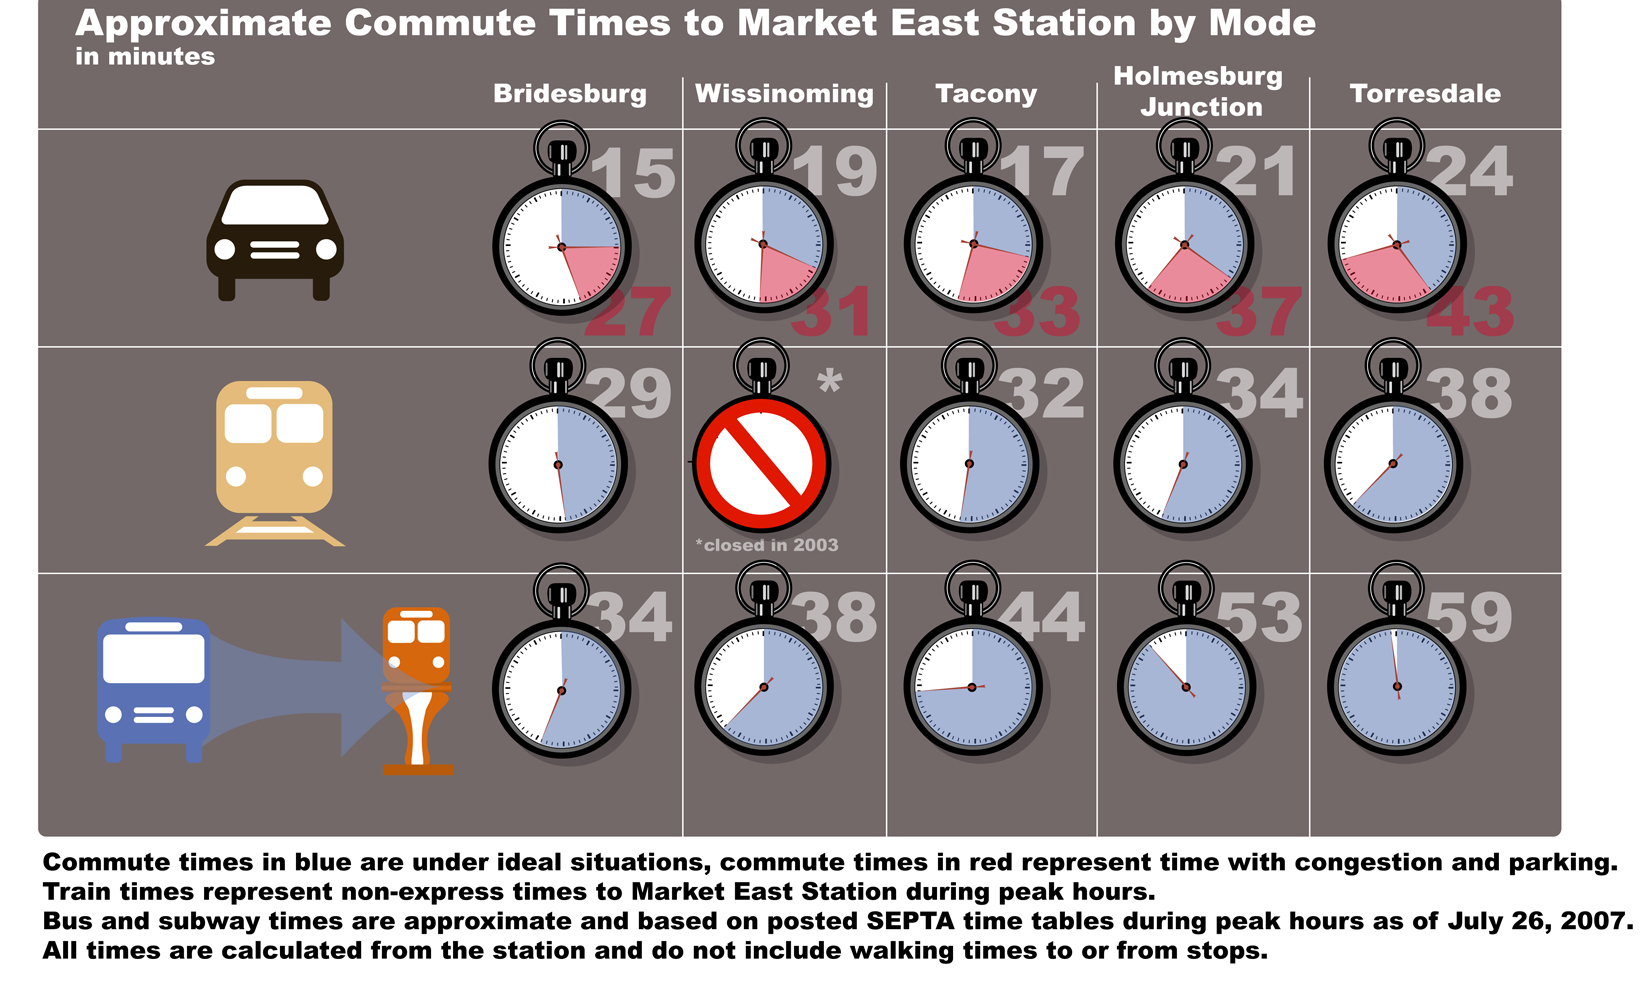 Approximate Commute Times to Market East Station by Mode
in minutes
Bridesburg
Wissinoming
Tacony
Holmesburg
Junction
Torresdale
15
19
17
21
24
27
31
33
37
43
29
*
32
34
38
*closed in 2003
34
38
44
53
59
Commute times in blue are under ideal situations, commute times in red represent time with congestion and parking.
Train times represent non-express times to Market East Station during peak hours.
Bus and subway times are approximate and based on posted SEPTA time tables during peak hours as of July 26, 2007.
All times are calculated from the station and do not include walking times to or from stops.